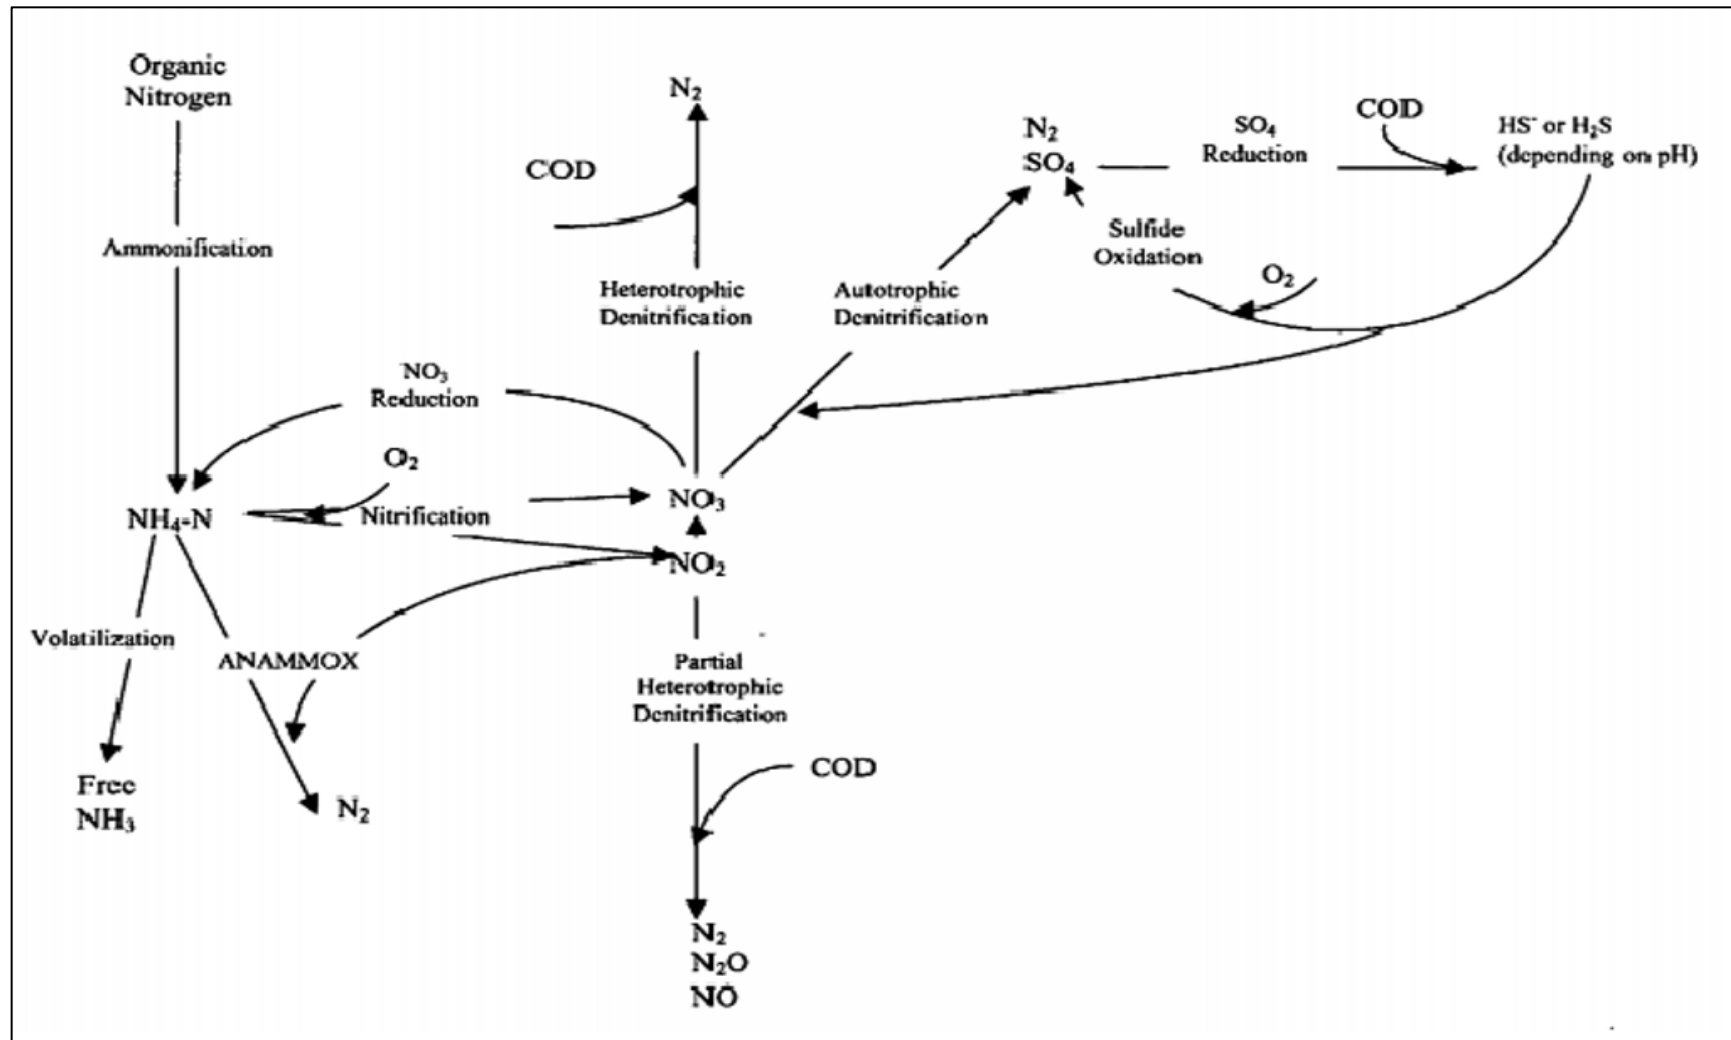 Organic
Nitrogen
N₂
COD
N₂
SO₄
SO₄
Reduction
COD
HS⁻ or H₂S
(depending on pH)
Ammonification
Sulfide
Oxidation
O₂
Heterotrophic
Denitrification
Autotrophic
Denitrification
NO₃
Reduction
O₂
NH₄-N
Nitrification
NO₃
NO₂
Volatilization
ANAMMOX
Partial
Heterotrophic
Denitrification
COD
Free
NH₃
N₂
N₂
N₂O
NO